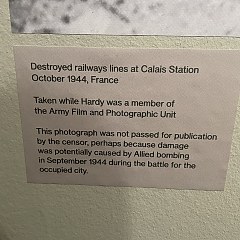 Destroyed railways lines at Calais Station
October 1944, France
Taken while Hardy was a member of
the Army Film and Photographic Unit
This photograph was not passed for publication
by the censor, perhaps because damage
was potentially caused by Allied bombing
in September 1944 during the battle for the
occupied city.